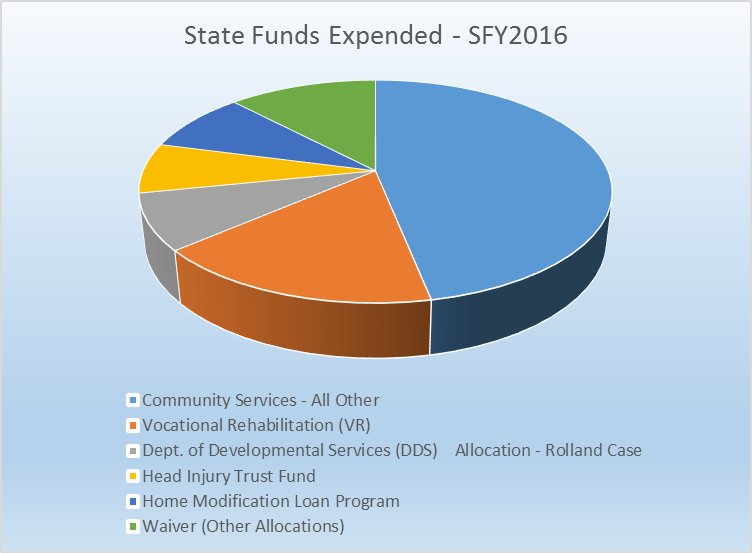 State Funds Expended - SFY2016
Community Services - All Other
Vocational Rehabilitation (VR)
Dept. of Developmental Services (DDS)    Allocation - Rolland Case
Head Injury Trust Fund
Home Modification Loan Program
Waiver (Other Allocations)